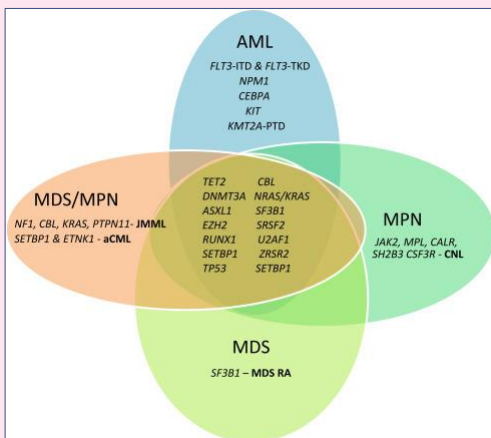 AML
FLT3-ITD & FLT3-TKD
NPM1
CEBPA
KIT
KMT2A-PTD
MDS/MPN
NF1, CBL, KRAS, PTPN11- JMML
SETBP1 & ETNK1 - aCML
TET2 CBL
DNMT3A NRAS/KRAS
ASXL1 SF3B1
EZH2 SRSF2
RUNX1 U2AF1
SETBP1 ZRSR2
TP53 SETBP1
MPN
JAK2, MPL, CALR,
SH2B3 CSF3R - CNL
MDS
SF3B1 – MDS RA